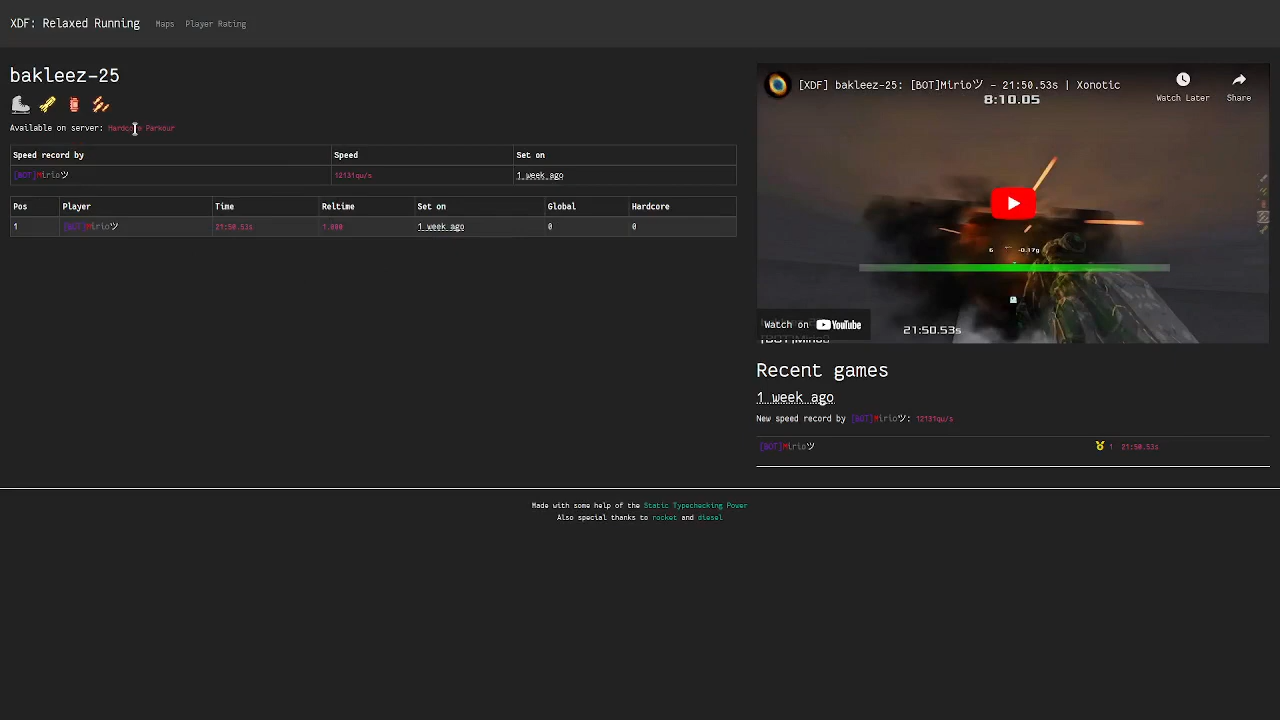 XDF: Relaxed Running Maps Player Rating
bakleez-25
Available on server: Hardcore Parkour
Speed record by Speed Set on
[BOT]Mirioツ 12131qu/s 1 week ago
Pos Player Time Reltime Set on Global Hardcore
1 [BOT]Mirioツ 21:50.53s 1.000 1 week ago 0 0
[XDF] bakleez-25: [BOT]Mirioツ - 21:50.53s | Xonotic
Watch Later Share
8:10.05
6 -0.17g
Watch on YouTube
21:50.53s
Recent games
1 week ago
New speed record by [BOT]Mirioツ: 12131qu/s
[BOT]Mirioツ 1 21:50.53s
Made with some help of the Static Typechecking Power
Also special thanks to rocket and diesel